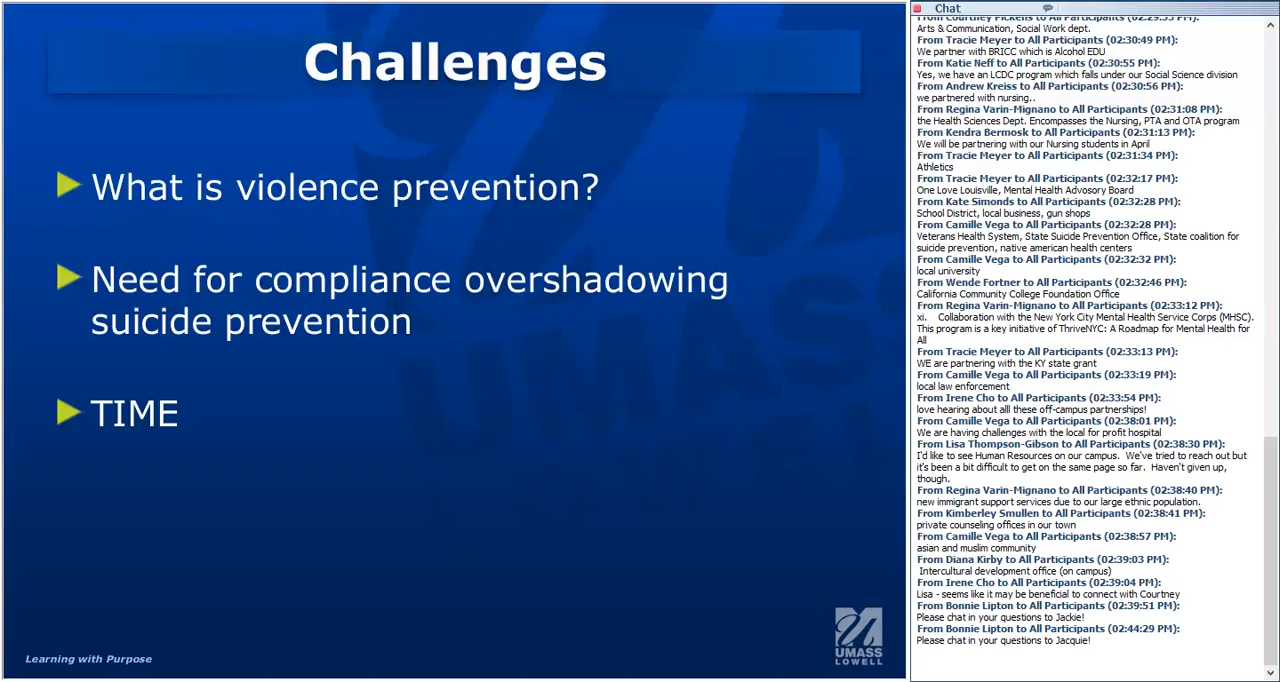 Challenges
What is violence prevention?
Need for compliance overshadowing
suicide prevention
TIME
Learning with Purpose
UMASS
LOWELL
Chat
From Courtney Pickens to All Participants (02:29:55 PM):
Arts & Communication, Social Work dept.
From Tracie Meyer to All Participants (02:30:49 PM):
We partner with BRICC which is Alcohol EDU
From Katie Neff to All Participants (02:30:55 PM):
Yes, we have an LCDC program which falls under our Social Science division
From Andrew Kreiss to All Participants (02:30:56 PM):
we partnered with nursing..
From Regina Varin-Mignano to All Participants (02:31:08 PM):
the Health Sciences Dept. Encompasses the Nursing, PTA and OTA program
From Kendra Bermosk to All Participants (02:31:13 PM):
We will be partnering with our Nursing students in April
From Tracie Meyer to All Participants (02:31:34 PM):
Athletics
From Tracie Meyer to All Participants (02:32:17 PM):
One Love Louisville, Mental Health Advosory Board
From Kate Simonds to All Participants (02:32:28 PM):
School District, local business, gun shops
From Camille Vega to All Participants (02:32:28 PM):
Veterans Health System, State Suicide Prevention Office, State coalition for
suicide prevention, native american health centers
From Camille Vega to All Participants (02:32:32 PM):
local university
From Wende Fortner to All Participants (02:32:46 PM):
California Community College Foundation Office
From Regina Varin-Mignano to All Participants (02:33:12 PM):
xi. Collaboration with the New York City Mental Health Service Corps (MHSC).
This program is a key initiative of ThriveNYC: A Roadmap for Mental Health for
All
From Tracie Meyer to All Participants (02:33:13 PM):
WE are partnering with the KY state grant
From Camille Vega to All Participants (02:33:19 PM):
local law enforcement
From Irene Cho to All Participants (02:33:54 PM):
love hearing about alll these off-campus partnerships!
From Camille Vega to All Participants (02:38:01 PM):
We are having challenges with the local for profit hospital
From Lisa Thompson-Gibson to All Participants (02:38:30 PM):
I'd like to see Human Resources on our campus. We've tried to reach out but
it's been a bit difficult to get on the same page so far. Haven't given up,
though.
From Regina Varin-Mignano to All Participants (02:38:40 PM):
new immigrant support services due to our large ethnic population.
From Kimberley Smullen to All Participants (02:38:41 PM):
private counseling offices in our town
From Camille Vega to All Participants (02:38:57 PM):
asian and muslim community
From Diana Kirby to All Participants (02:39:03 PM):
Intercultural development office (on campus)
From Irene Cho to All Participants (02:39:04 PM):
Lisa - seems like it may be beneficial to connect with Courtney
From Bonnie Lipton to All Participants (02:39:51 PM):
Please chat in your questions to Jackie!
From Bonnie Lipton to All Participants (02:44:29 PM):
Please chat in your questions to Jacquie!